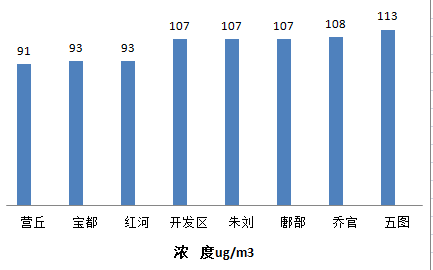 91 93 93 107 107 107 108 113
营丘 宝都 红河 开发区 朱刘 鄌郚 乔官 五图
浓 度ug/m3